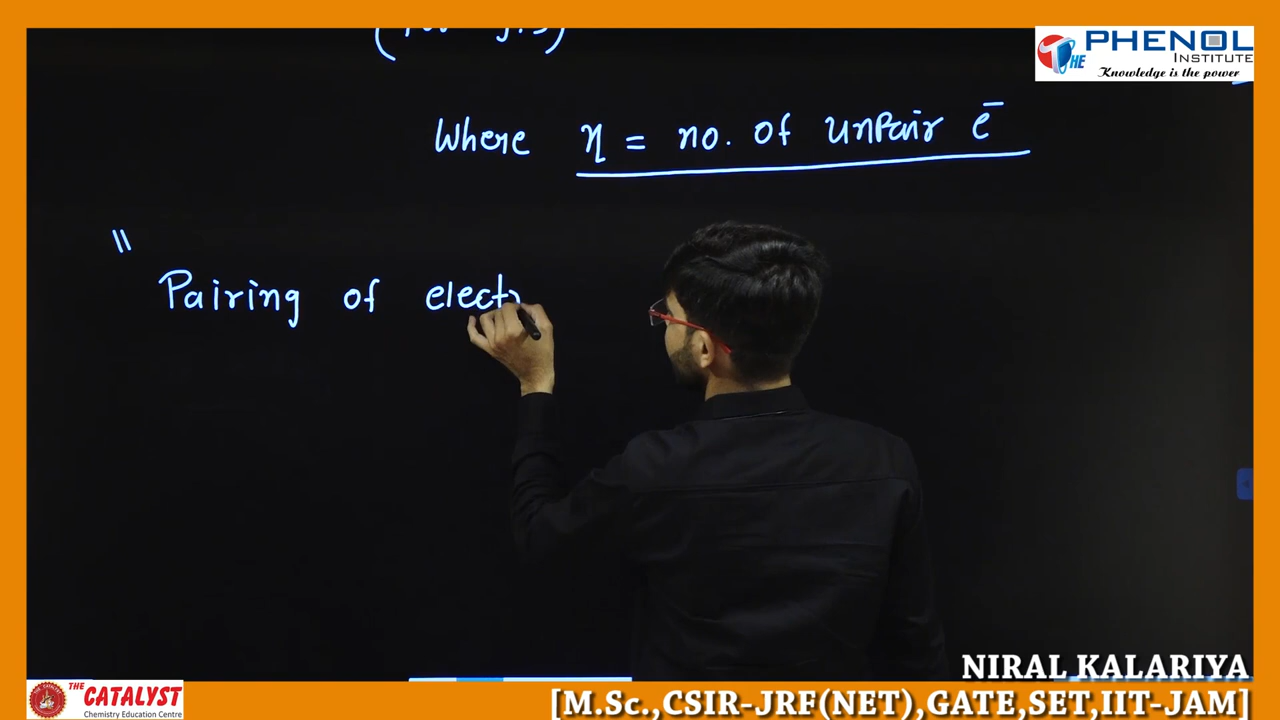 THE PHENOL
INSTITUTE
Knowledge is the power
Where η = no. of unpair e⁻
"
Pairing of elect
NIRAL KALARIYA
THE CATALYST
Chemistry Education Centre
[M.Sc.,CSIR-JRF(NET),GATE,SET,IIT-JAM]